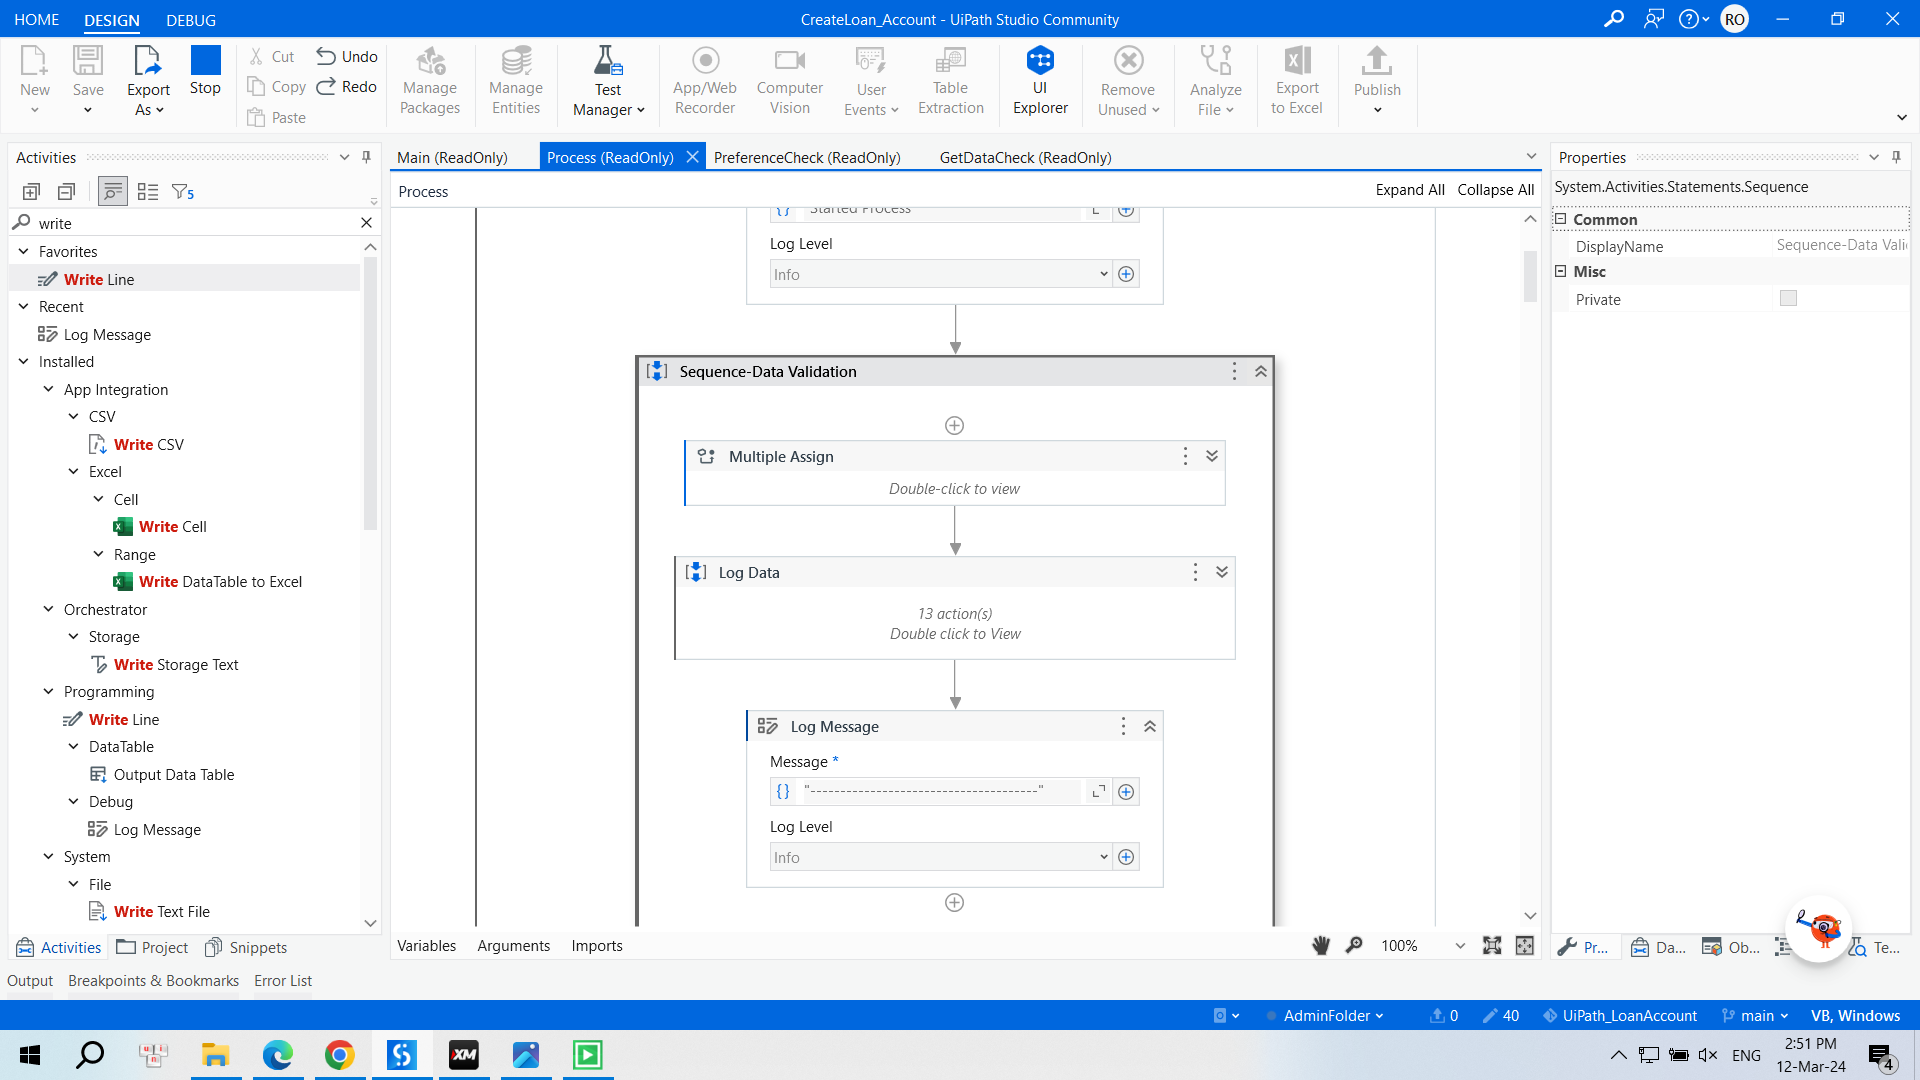 HOME DESIGN DEBUG CreateLoan_Account - UiPath Studio Community RO
New Save Export As Stop Cut Copy Paste Undo Redo Manage Packages Manage Entities Test Manager App/Web Recorder Computer Vision User Events Table Extraction UI Explorer Remove Unused Analyze File Export to Excel Publish
Activities
5
write
Favorites
Write Line
Recent
Log Message
Installed
App Integration
CSV
Write CSV
Excel
Cell
Write Cell
Range
Write DataTable to Excel
Orchestrator
Storage
Write Storage Text
Programming
Write Line
DataTable
Output Data Table
Debug
Log Message
System
File
Write Text File
Activities Project Snippets
Main (ReadOnly) Process (ReadOnly) PreferenceCheck (ReadOnly) GetDataCheck (ReadOnly)
Process Expand All Collapse All
Started Process
Log Level
Info
Sequence-Data Validation
Multiple Assign
Double-click to view
Log Data
13 action(s)
Double click to View
Log Message
Message *
"--------------------------------------"
Log Level
Info
Variables Arguments Imports 100%
Properties
System.Activities.Statements.Sequence
Common
DisplayName Sequence-Data Vali
Misc
Private
Pr... Da... Ob... Te...
Output Breakpoints & Bookmarks Error List
AdminFolder 0 40 UiPath_LoanAccount main VB, Windows
XM ENG 2:51 PM
12-Mar-24 4